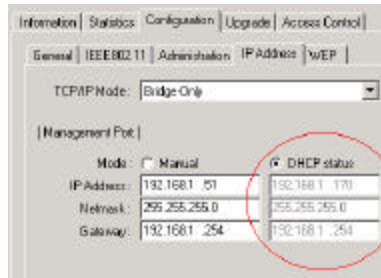 Information Statistics Configuration Upgrade Access Control
General IEEE802 11 Administration IP Address WEP
TCP/IP Mode: Bridge Only
Management Port
Mode: Manual DHCP status
IP Address: 192.168.1 .51 192.168.1 .170
Netmask: 255.255.255.0 255.255.255.0
Gateway: 192.168.1 .254 192.168.1 .254